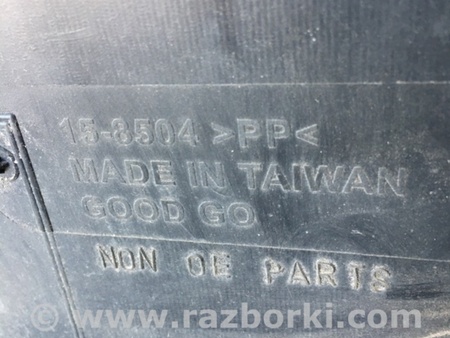 15-8504 >PP<
MADE IN TAIWAN
GOOD GO
NON OE PARTS
© www.razborki.com